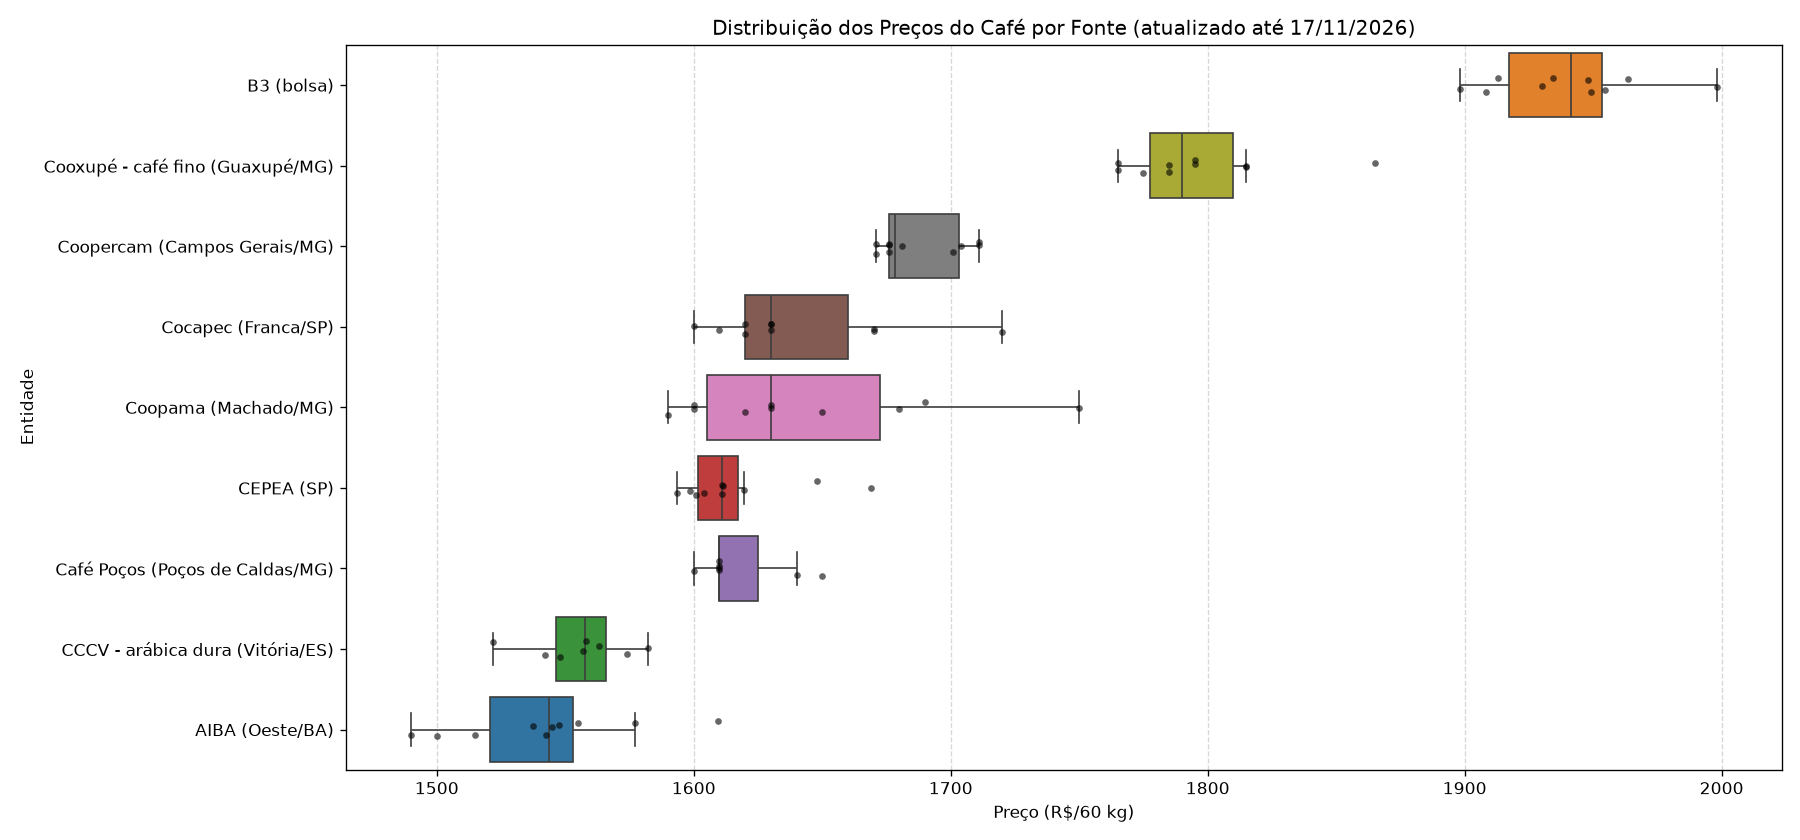 Distribuição dos Preços do Café por Fonte (atualizado até 17/11/2026)
B3 (bolsa)
Cooxupé - café fino (Guaxupé/MG)
Coopercam (Campos Gerais/MG)
Cocapec (Franca/SP)
Coopama (Machado/MG)
CEPEA (SP)
Café Poços (Poços de Caldas/MG)
CCCV - arábica dura (Vitória/ES)
AIBA (Oeste/BA)
Entidade
1500 1600 1700 1800 1900 2000
Preço (R$/60 kg)